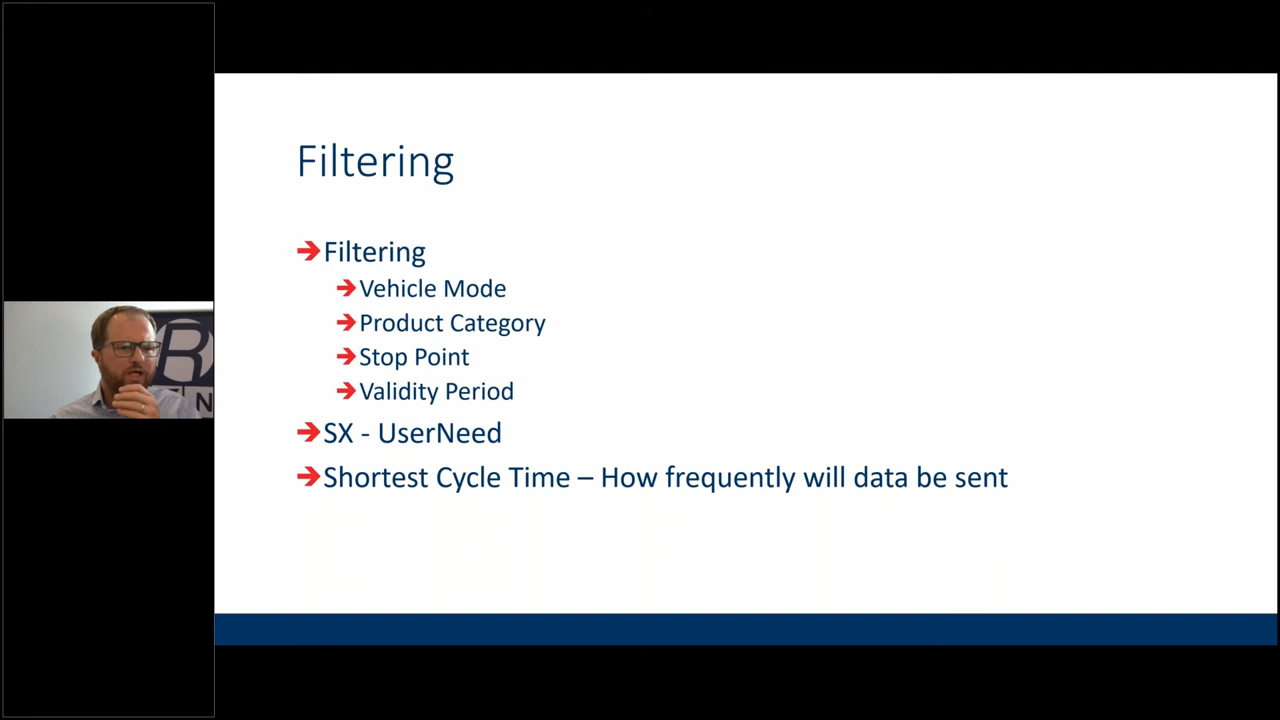 Filtering
Filtering
Vehicle Mode
Product Category
Stop Point
Validity Period
SX - UserNeed
Shortest Cycle Time – How frequently will data be sent
R
N